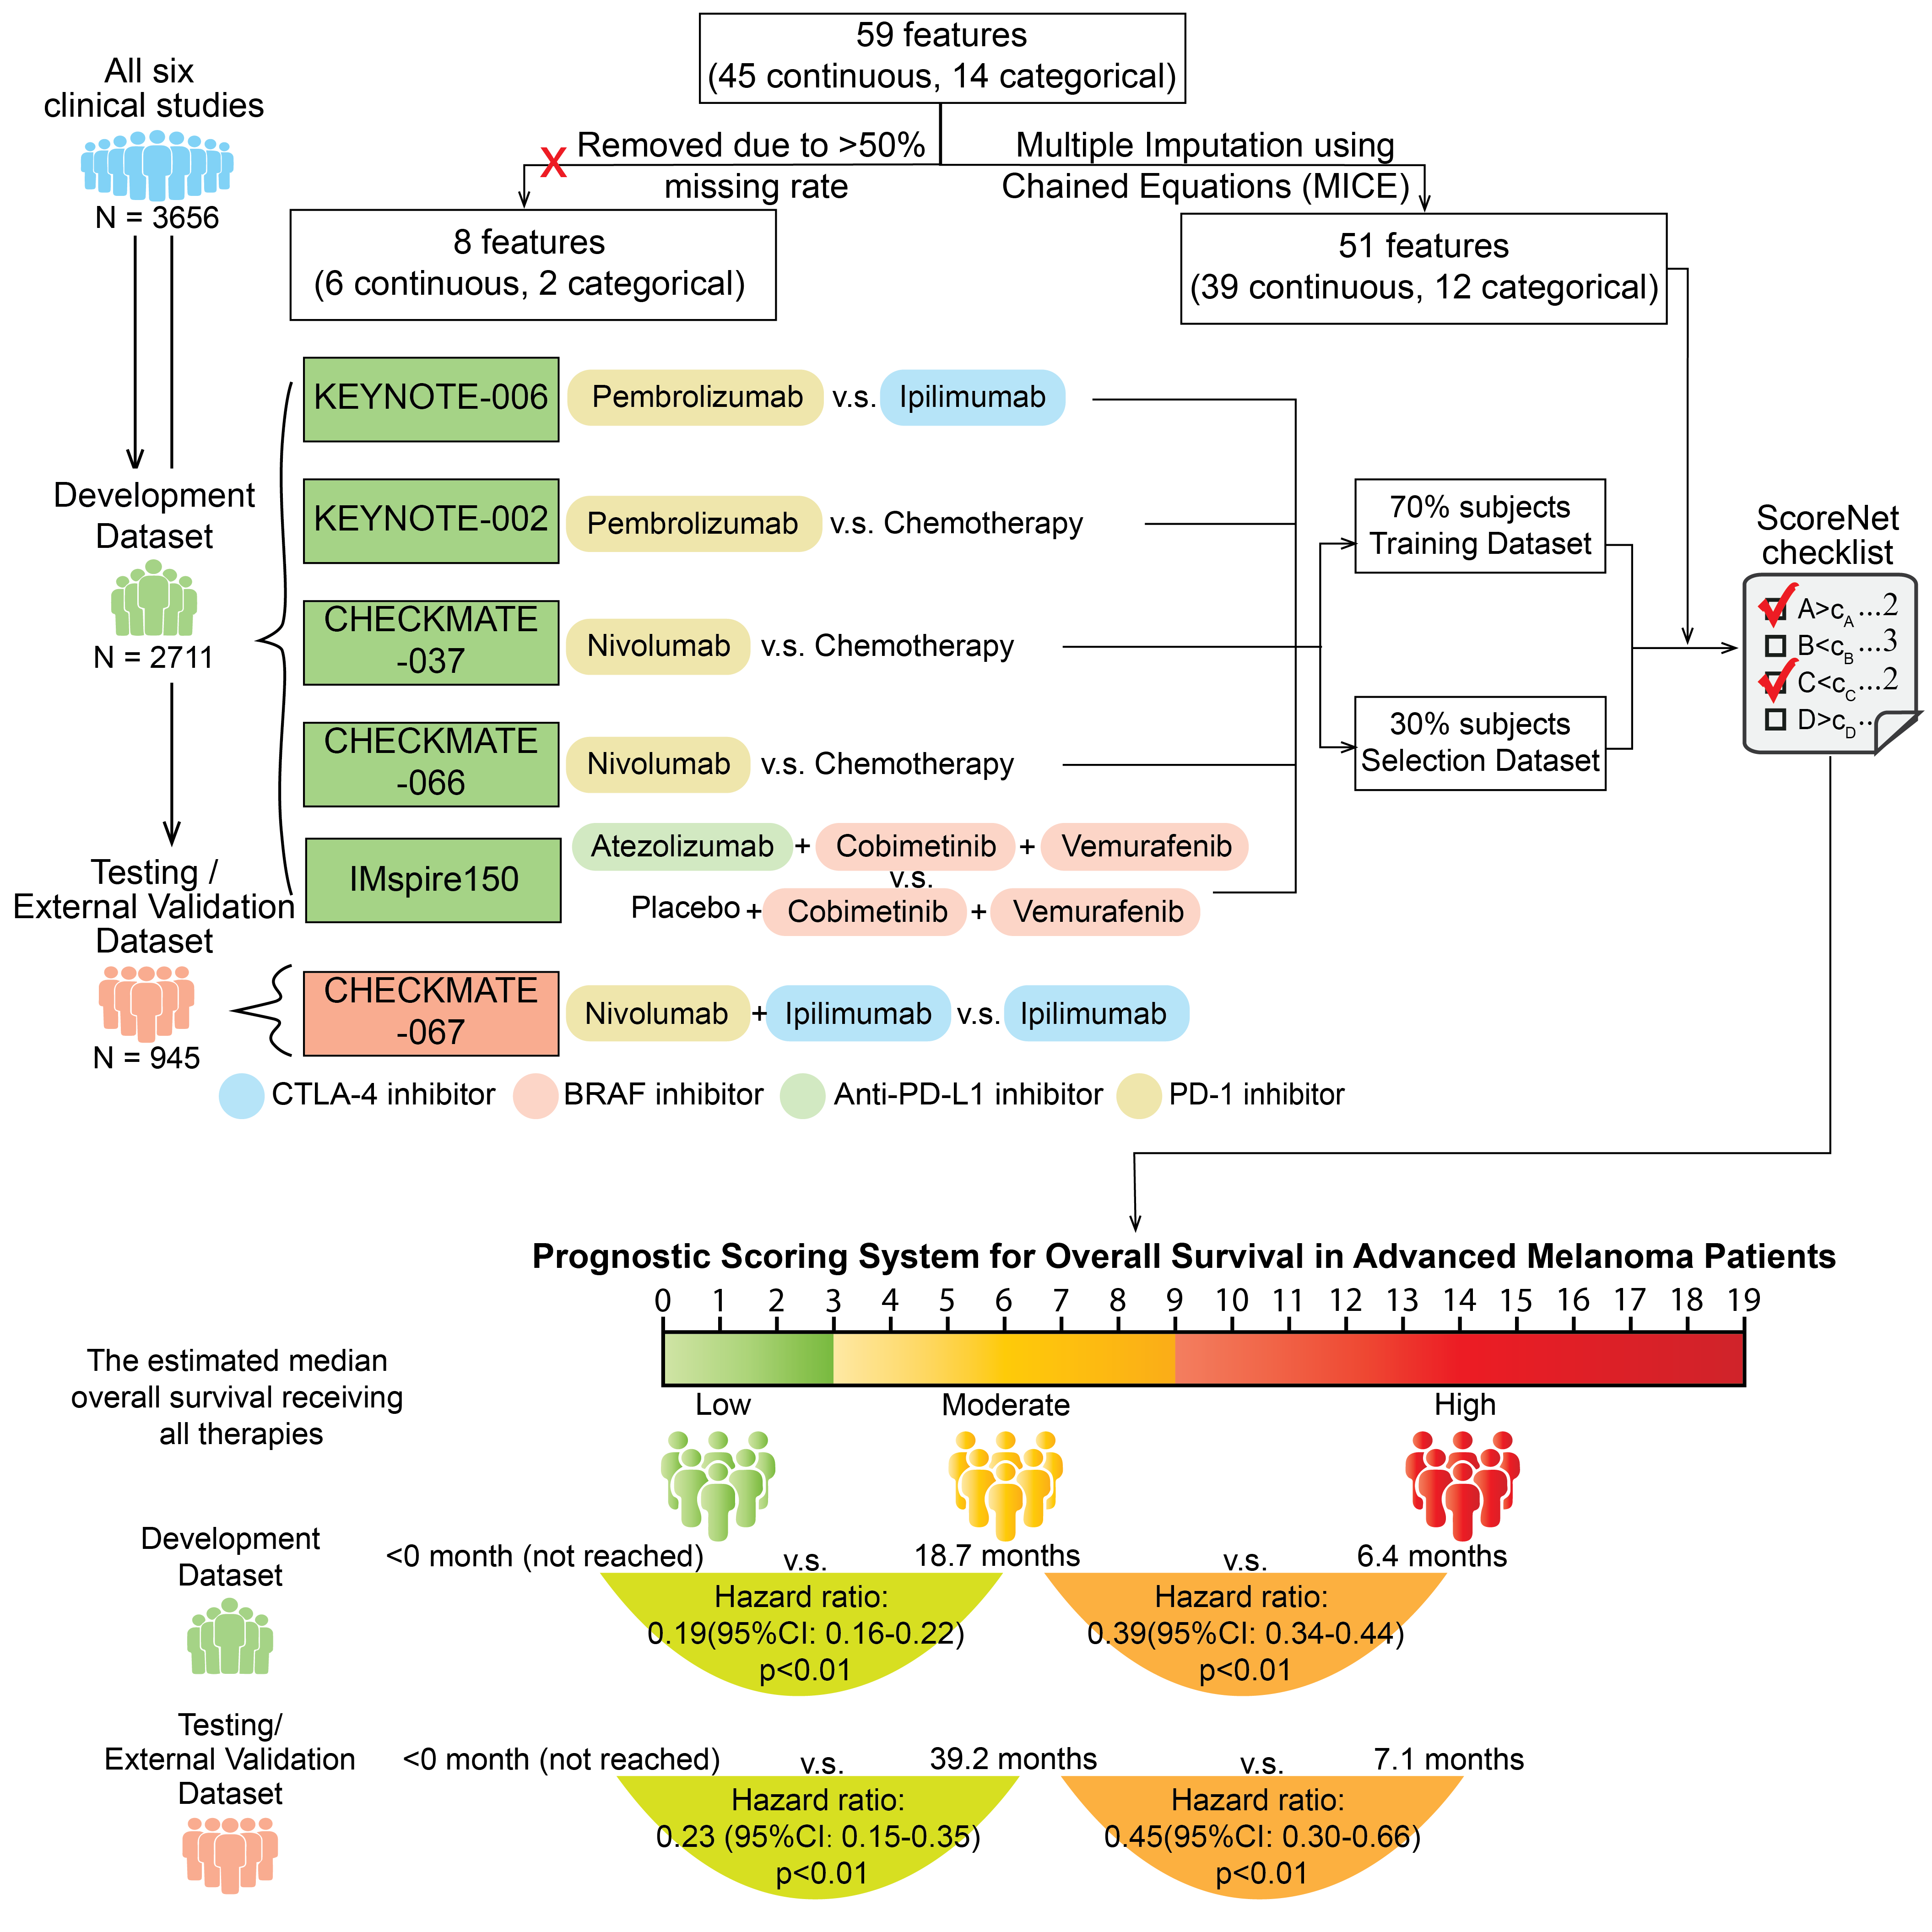 59 features
(45 continuous, 14 categorical)
All six
clinical studies
N = 3656
X
Removed due to >50%
missing rate
Multiple Imputation using
Chained Equations (MICE)
8 features
(6 continuous, 2 categorical)
51 features
(39 continuous, 12 categorical)
Development
Dataset
N = 2711
Testing /
External Validation
Dataset
N = 945
KEYNOTE-006
Pembrolizumab v.s. Ipilimumab
KEYNOTE-002
Pembrolizumab v.s. Chemotherapy
CHECKMATE
-037
Nivolumab v.s. Chemotherapy
CHECKMATE
-066
Nivolumab v.s. Chemotherapy
IMspire150
Atezolizumab + Cobimetinib + Vemurafenib
v.s.
Placebo + Cobimetinib + Vemurafenib
CHECKMATE
-067
Nivolumab + Ipilimumab v.s. Ipilimumab
70% subjects
Training Dataset
30% subjects
Selection Dataset
ScoreNet
checklist
A>cA ...2
B<cB ...3
C<cC ...2
D>cD ..
CTLA-4 inhibitor BRAF inhibitor Anti-PD-L1 inhibitor PD-1 inhibitor
Prognostic Scoring System for Overall Survival in Advanced Melanoma Patients
0 1 2 3 4 5 6 7 8 9 10 11 12 13 14 15 16 17 18 19
Low Moderate High
The estimated median
overall survival receiving
all therapies
Development
Dataset
<0 month (not reached) v.s. 18.7 months v.s. 6.4 months
Hazard ratio:
0.19(95%CI: 0.16-0.22)
p<0.01
Hazard ratio:
0.39(95%CI: 0.34-0.44)
p<0.01
Testing/
External Validation
Dataset
<0 month (not reached) v.s. 39.2 months v.s. 7.1 months
Hazard ratio:
0.23 (95%CI: 0.15-0.35)
p<0.01
Hazard ratio:
0.45(95%CI: 0.30-0.66)
p<0.01